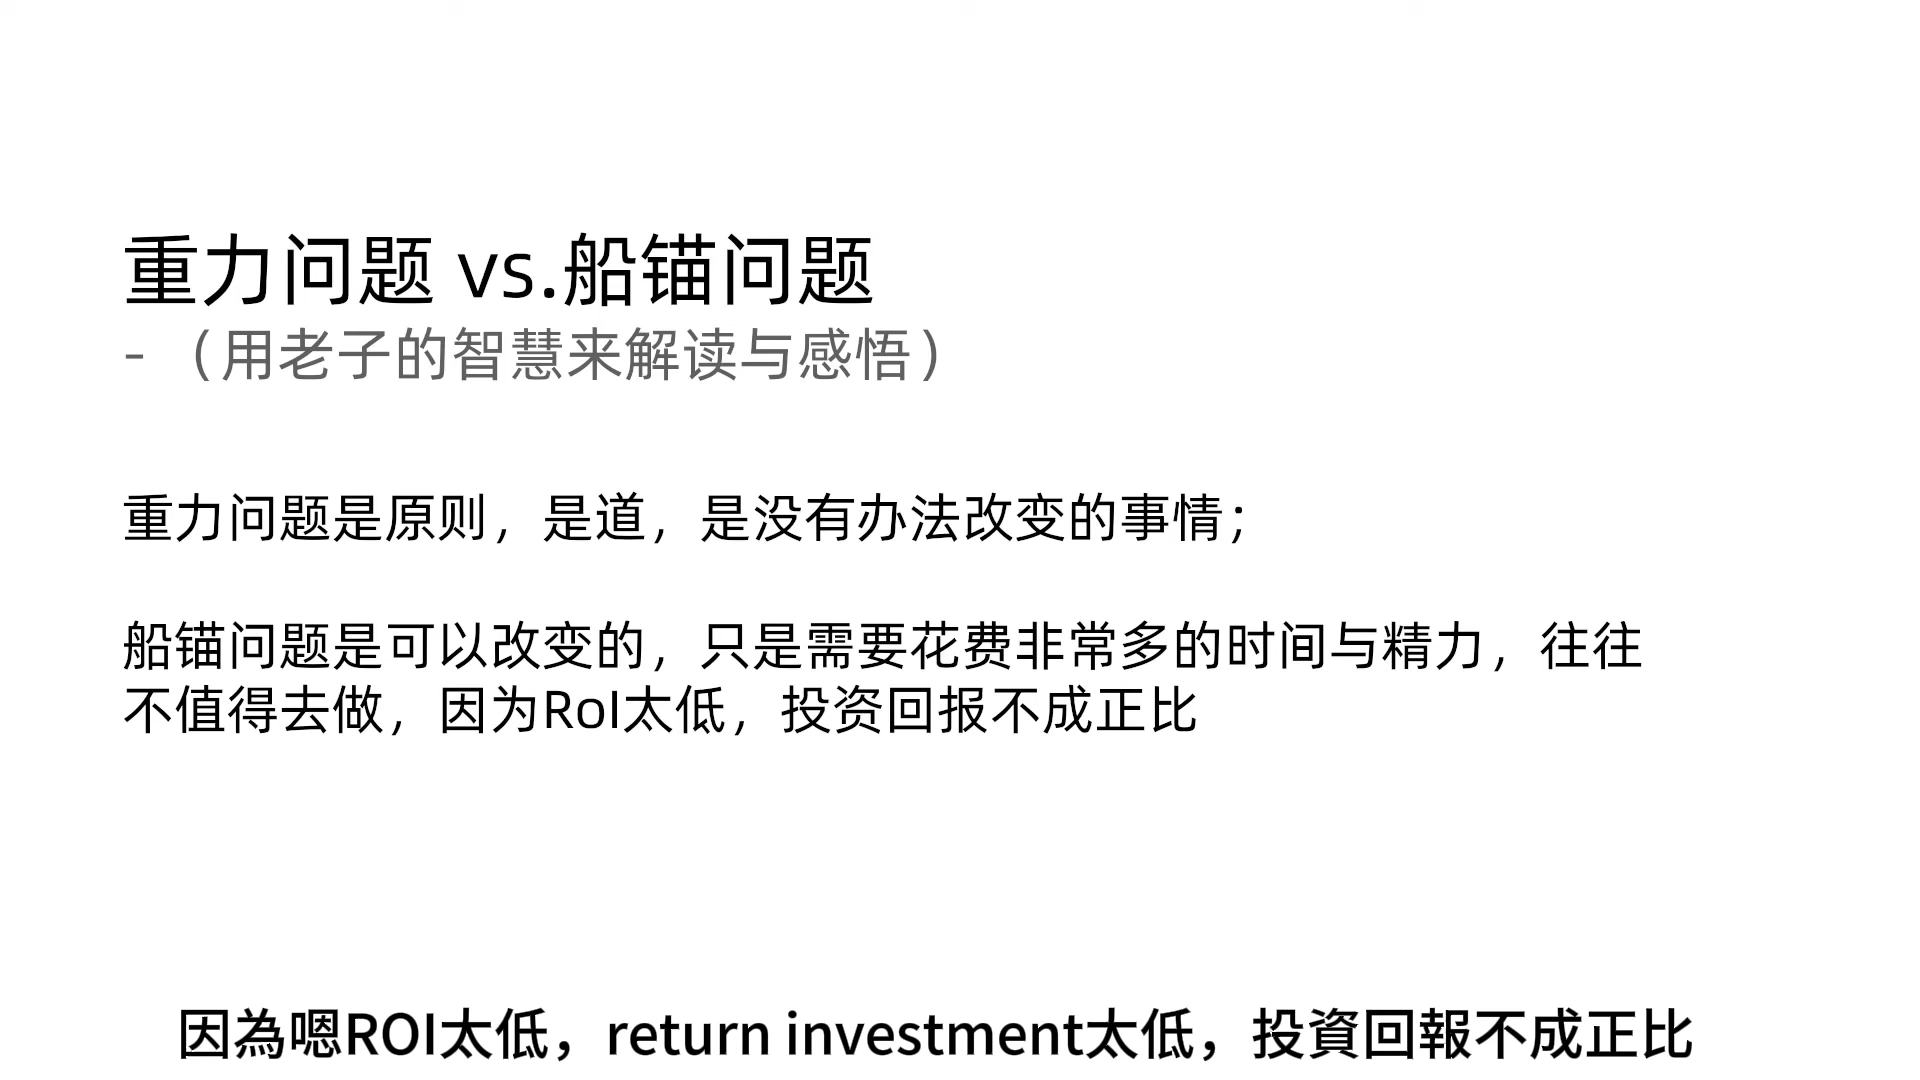 重力问题 vs.船锚问题
- （用老子的智慧来解读与感悟）
重力问题是原则，是道，是没有办法改变的事情；
船锚问题是可以改变的，只是需要花费非常多的时间与精力，往往
不值得去做，因为RoI太低，投资回报不成正比
因為嗯ROI太低，return investment太低，投資回報不成正比